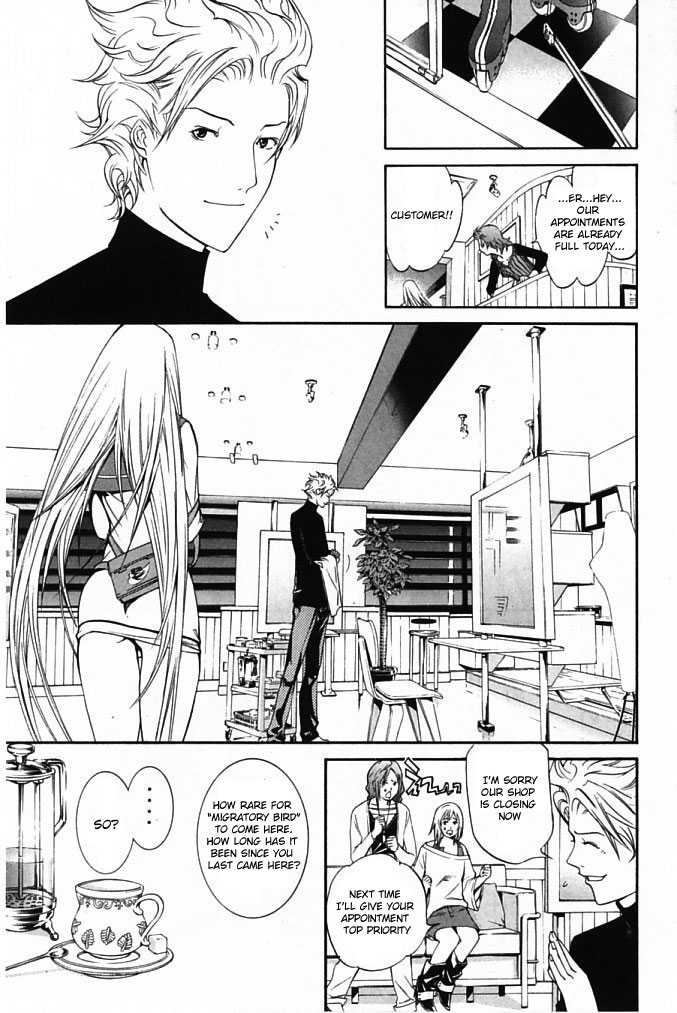 ...ER...HEY...
OUR
APPOINTMENTS
ARE ALREADY
FULL TODAY...
CUSTOMER!!
I'M SORRY
OUR SHOP
IS CLOSING
NOW
NEXT TIME
I'LL GIVE YOUR
APPOINTMENT
TOP PRIORITY
HOW RARE FOR
"MIGRATORY BIRD"
TO COME HERE.
HOW LONG HAS IT
BEEN SINCE YOU
LAST CAME HERE?
...
SO?